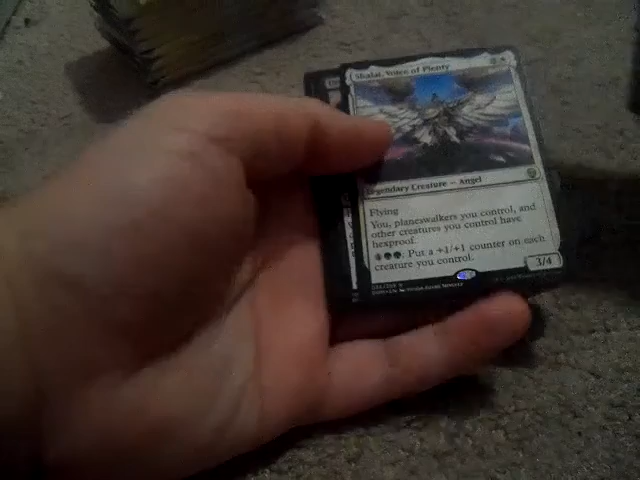 Shalai, Voice of Plenty
Legendary Creature — Angel
Flying
You, planeswalkers you control, and
other creatures you control have
hexproof.
4: Put a +1/+1 counter on each
creature you control.
3/4